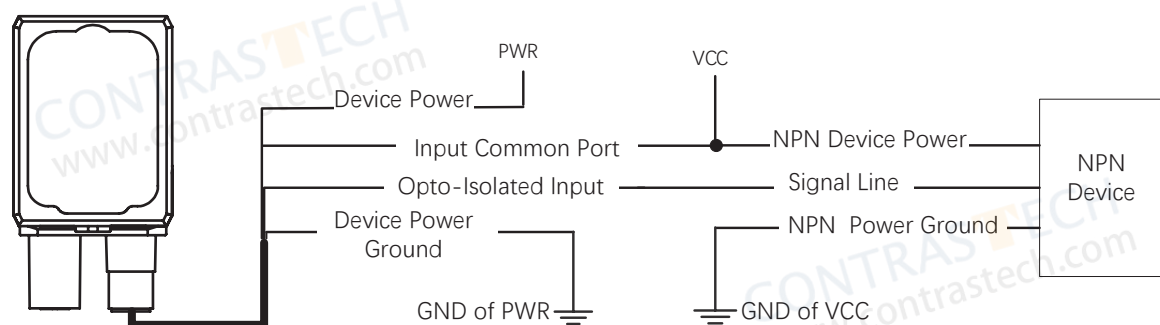 CONTRASTECH
www.contrastech.com
PWR
VCC
Device Power
Input Common Port
NPN Device Power
Opto-Isolated Input
Signal Line
NPN
Device
Device Power
Ground
NPN Power Ground
GND of PWR
GND of VCC
CONTRASTECH
www.contrastech.com